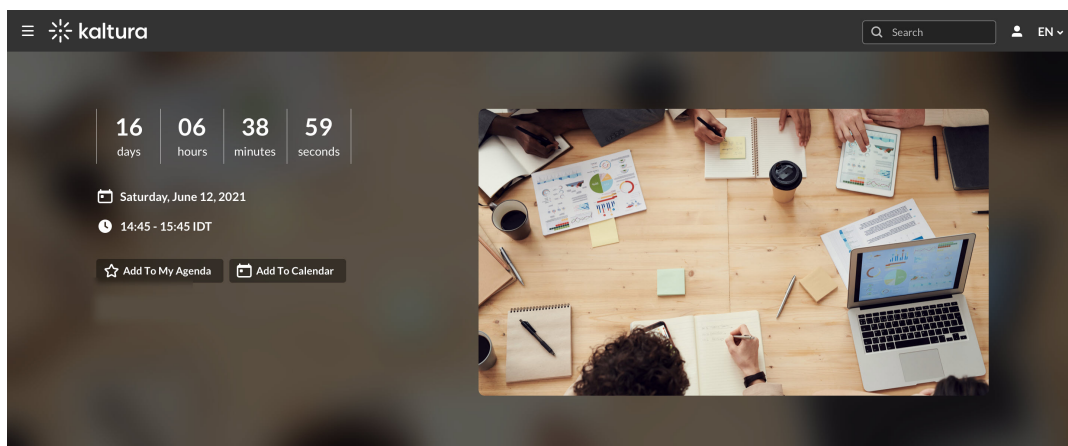 kaltura
Search
EN
16 06 38 59
days hours minutes seconds
Saturday, June 12, 2021
14:45 - 15:45 IDT
Add To My Agenda Add To Calendar